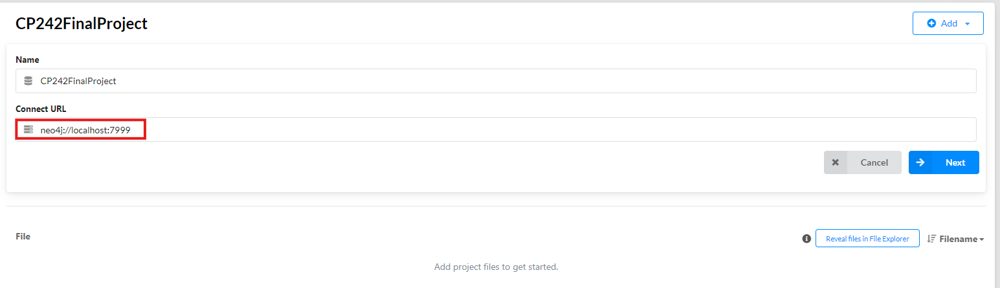 CP242FinalProject
Add
Name
CP242FinalProject
Connect URL
neo4j://localhost:7999
Cancel
Next
File
Reveal files in File Explorer
Filename
Add project files to get started.